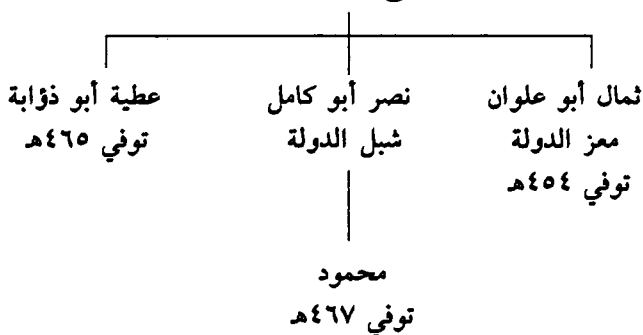 ثمال أبو علوان
معز الدولة
توفي ٤٥٤هـ
نصر أبو كامل
شبل الدولة
عطية أبو ذؤابة
توفي ٤٦٥هـ
محمود
توفي ٤٦٧هـ